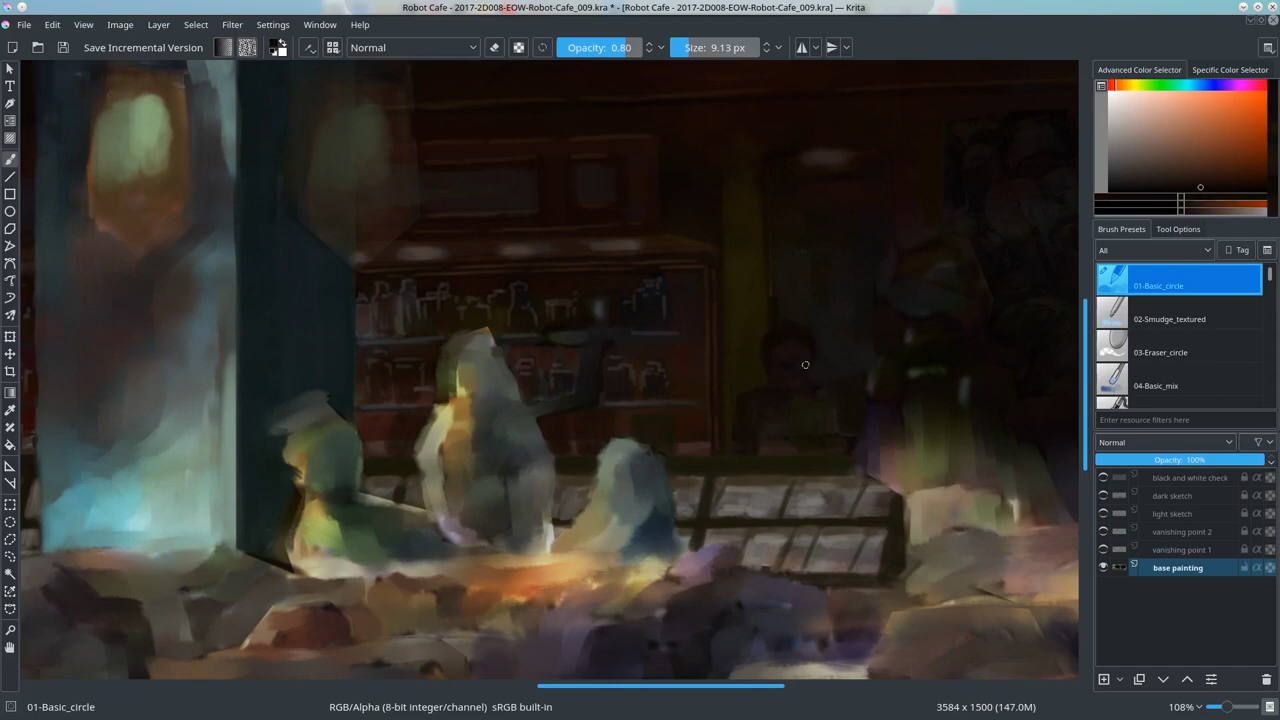 Robot Cafe - 2017-2D008-EOW-Robot-Cafe_009.kra * - [Robot Cafe - 2017-2D008-EOW-Robot-Cafe_009.kra] — Krita
File Edit View Image Layer Select Filter Settings Window Help
Save Incremental Version Normal Opacity: 0.80 Size: 9.13 px
Advanced Color Selector Specific Color Selector
Brush Presets Tool Options
All Tag
01-Basic_circle
02-Smudge_textured
03-Eraser_circle
04-Basic_mix
Enter resource filters here
Normal
Opacity: 100%
black and white check
dark sketch
light sketch
vanishing point 2
vanishing point 1
base painting
01-Basic_circle RGB/Alpha (8-bit integer/channel) sRGB built-in 3584 x 1500 (147.0M) 108%